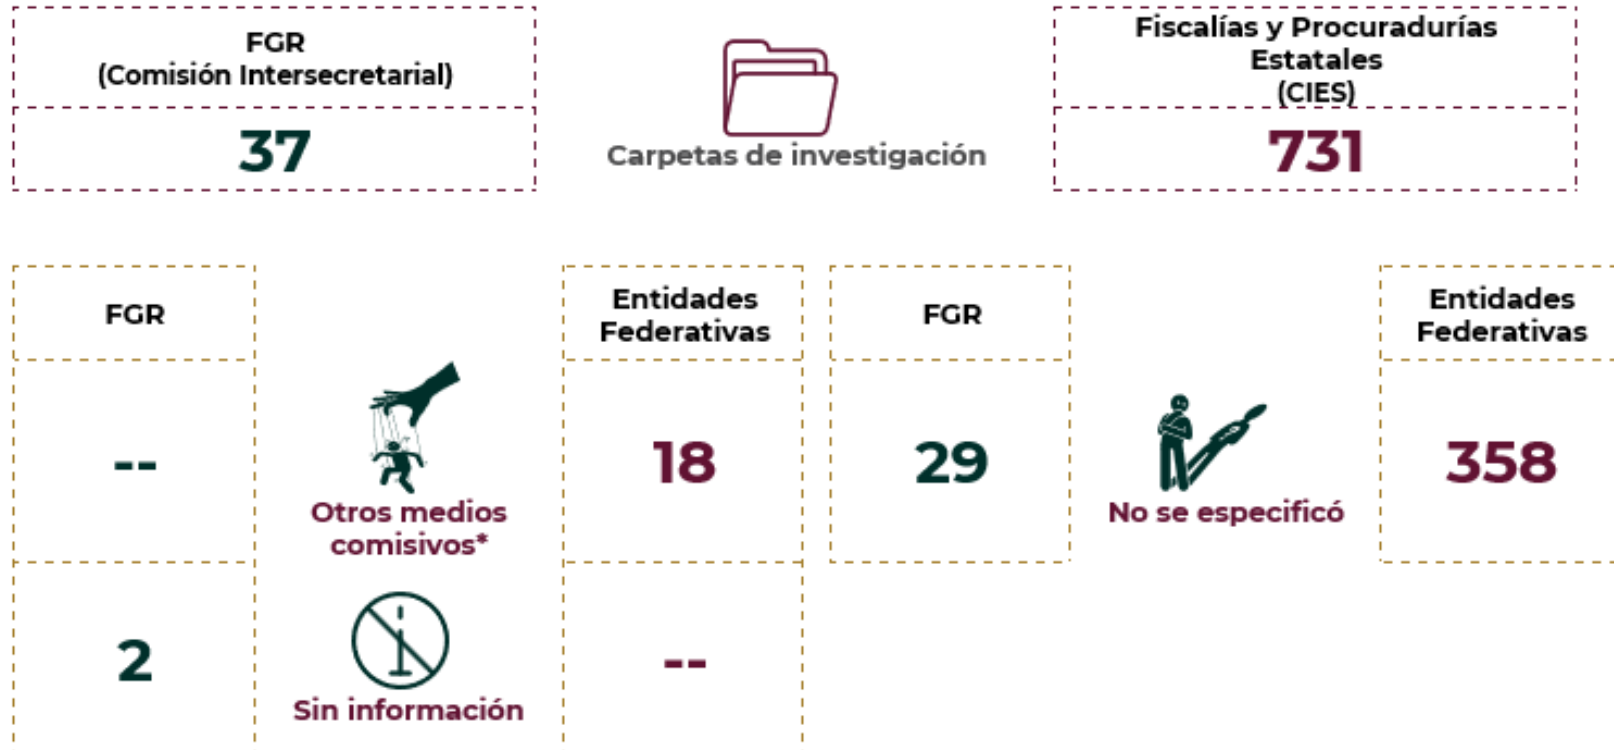 FGR
(Comisión Intersecretarial)
37
Carpetas de investigación
Fiscalías y Procuradurías
Estatales
(CIES)
731
FGR
Entidades
Federativas
FGR
Entidades
Federativas
--
Otros medios
comisivos*
18
29
No se especificó
358
2
Sin información
--